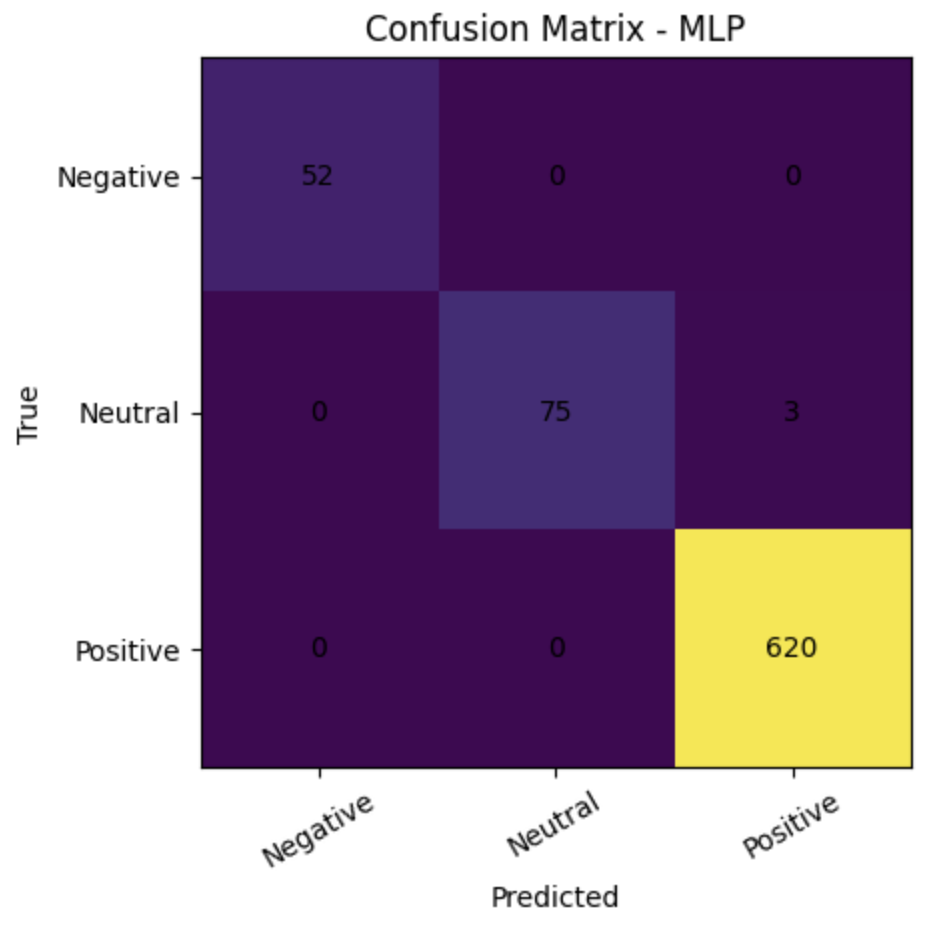 Confusion Matrix - MLP
Negative 52 0 0
True
Neutral 0 75 3
Positive 0 0 620
Negative Neutral Positive
Predicted